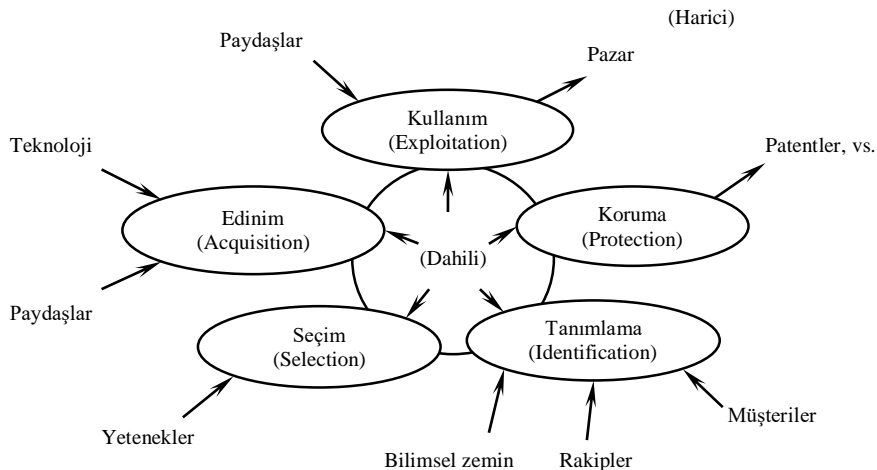 (Harici)
Paydaşlar
Pazar
Kullanım
(Exploitation)
Teknoloji
Patentler, vs.
Edinim
(Acquisition)
Koruma
(Protection)
(Dahili)
Paydaşlar
Seçim
(Selection)
Tanımlama
(Identification)
Müşteriler
Yetenekler
Bilimsel zemin
Rakipler